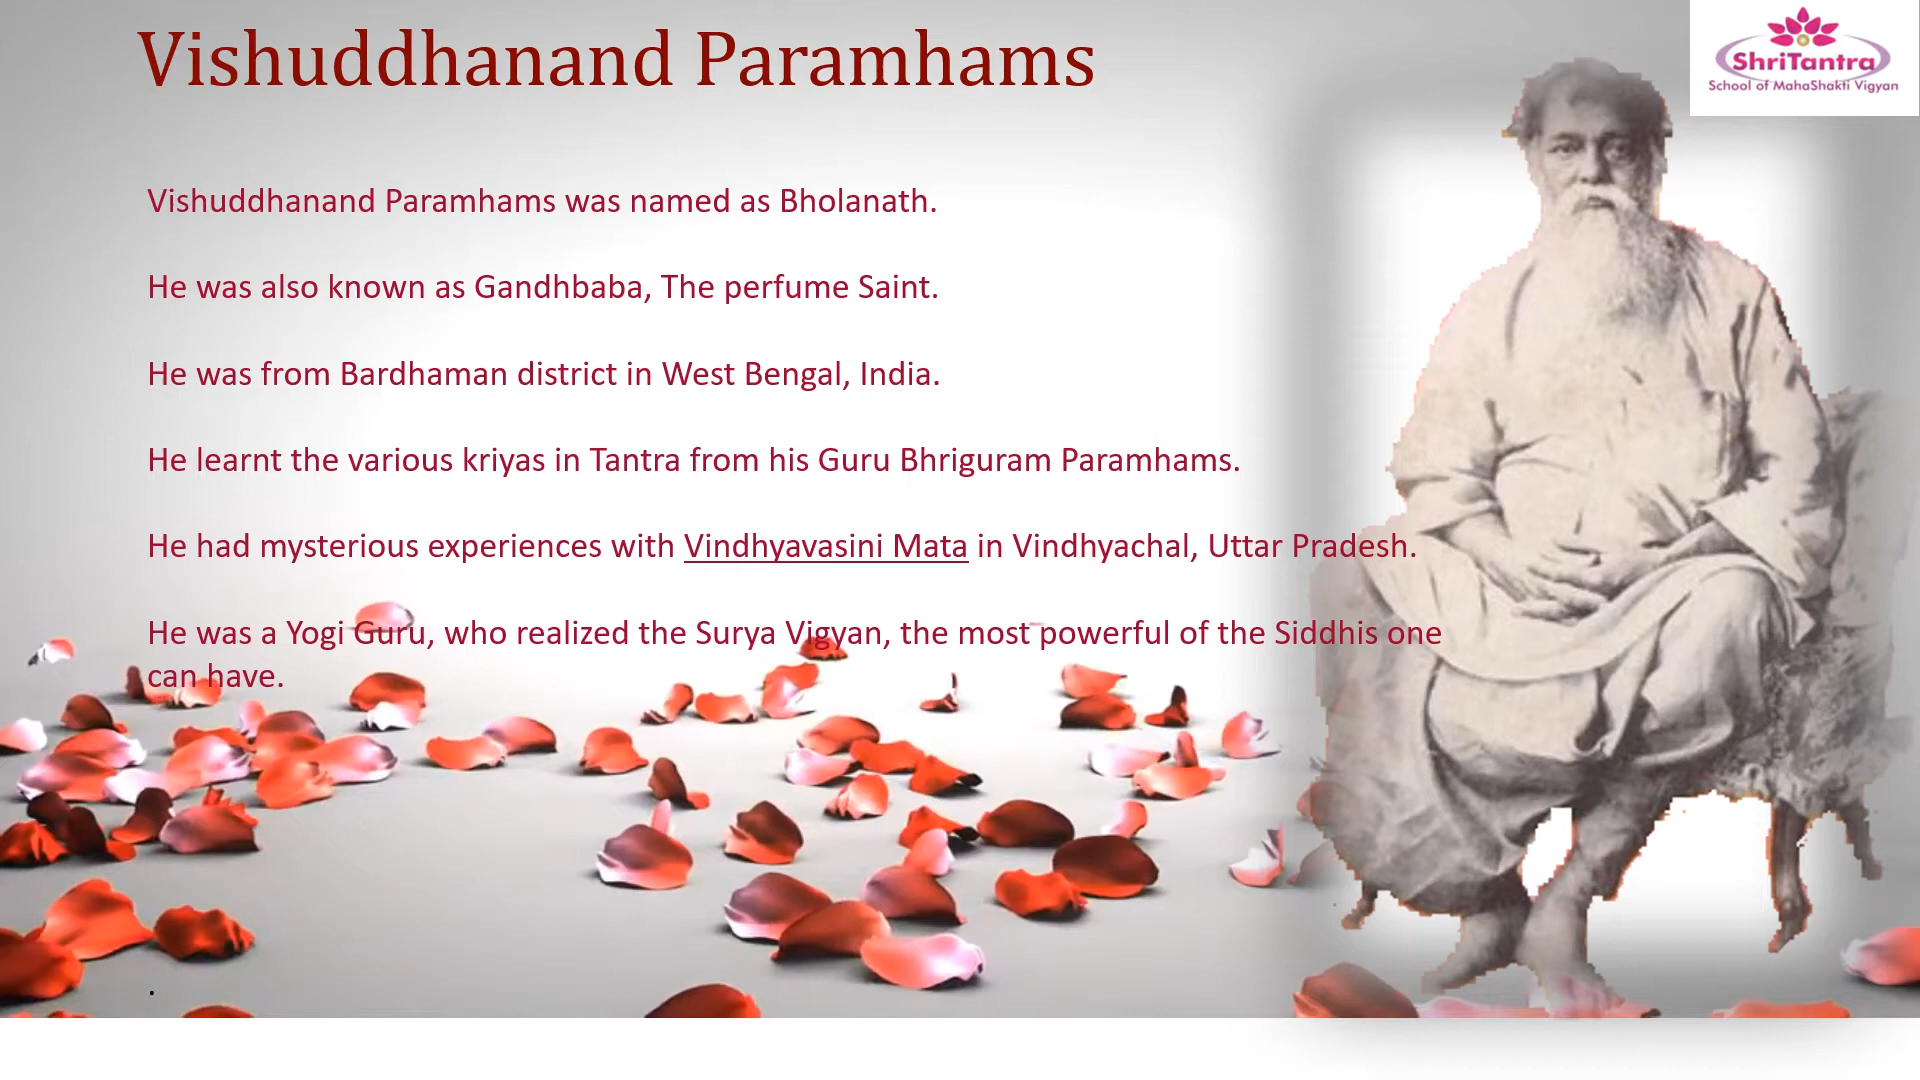 Vishuddhanand Paramhams
ShriTantra
School of MahaShakti Vigyan
Vishuddhanand Paramhams was named as Bholanath.
He was also known as Gandhbaba, The perfume Saint.
He was from Bardhaman district in West Bengal, India.
He learnt the various kriyas in Tantra from his Guru Bhriguram Paramhams.
He had mysterious experiences with Vindhyavasini Mata in Vindhyachal, Uttar Pradesh.
He was a Yogi Guru, who realized the Surya Vigyan, the most powerful of the Siddhis one
can have.
.